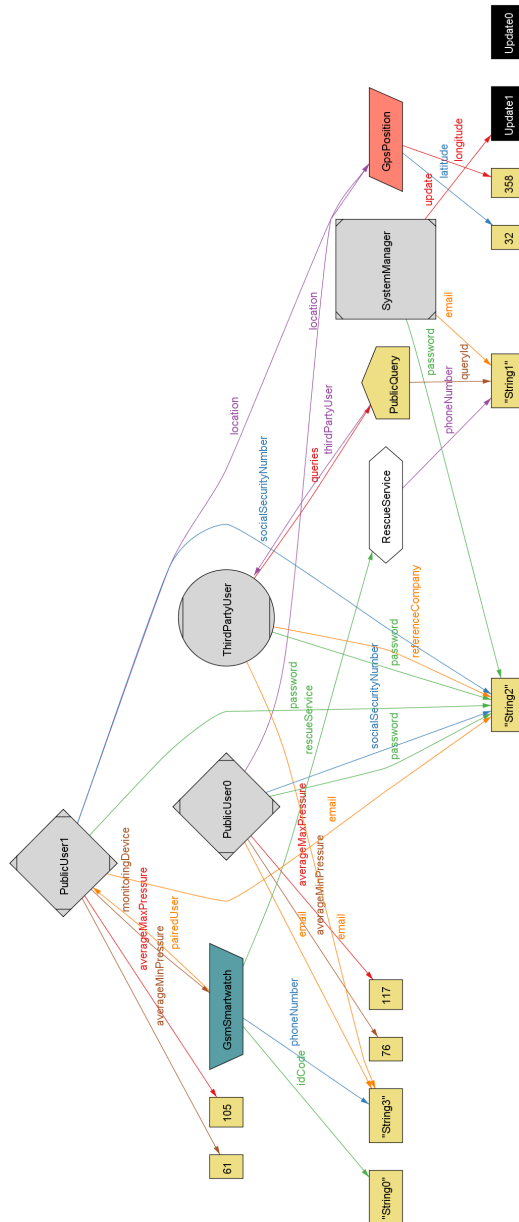 PublicUser1
location
socialSecurityNumber
password
email
monitoringDevice
pairedUser
averageMaxPressure
averageMinPressure
ThirdPartyUser
queries
thirdPartyUser
referenceCompany
password
email
PublicUser0
location
socialSecurityNumber
password
averageMaxPressure
averageMinPressure
email
GsmSmartwatch
rescueService
phoneNumber
idCode
105
61
GpsPosition
latitude
longitude
SystemManager
update
email
password
PublicQuery
queryId
RescueService
phoneNumber
117
76
"String3"
"String0"
Update0
Update1
358
32
"String1"
"String2"